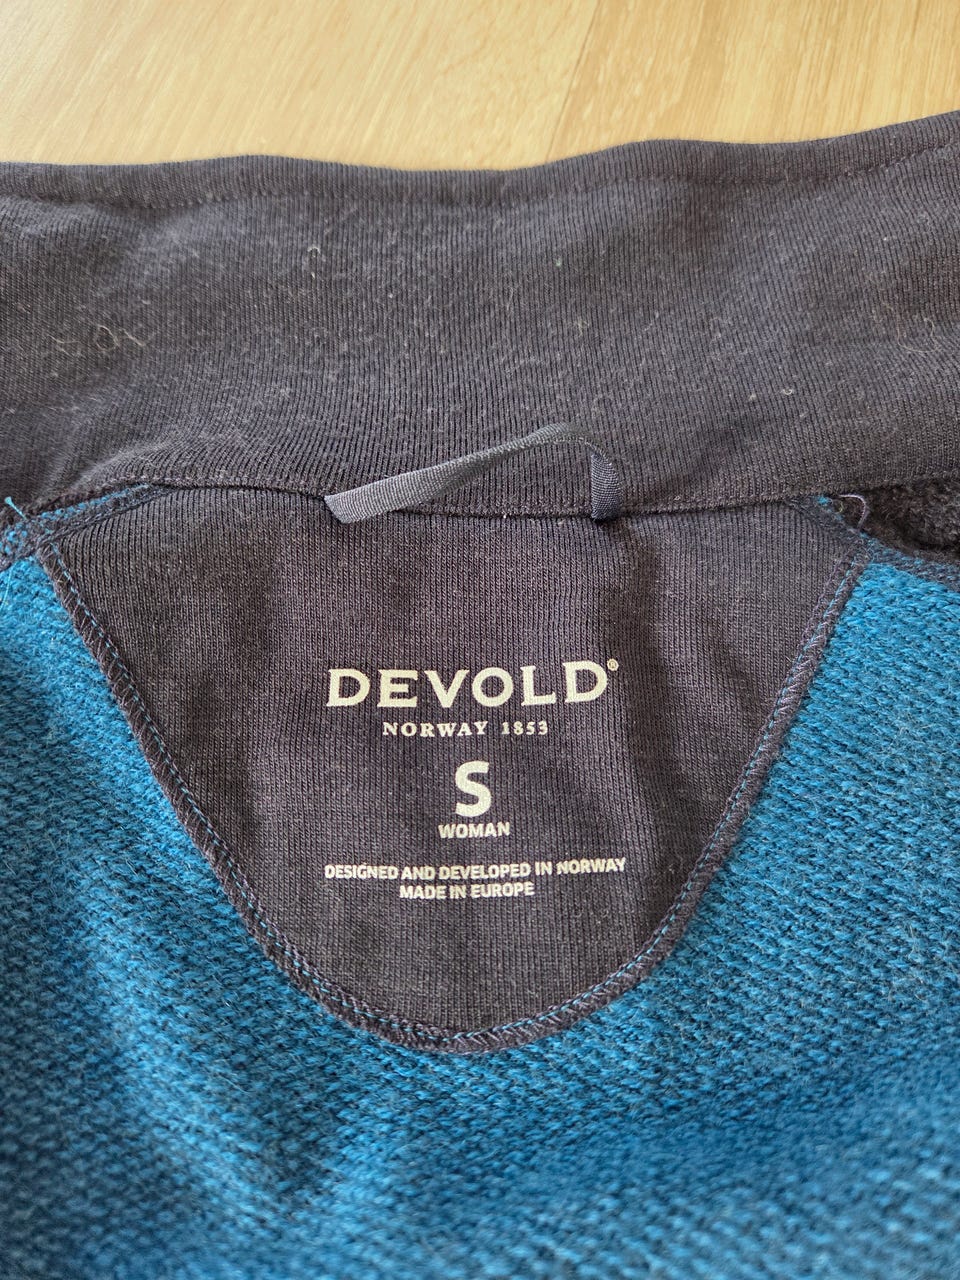 DEVOLD®
NORWAY 1853
S
WOMAN
DESIGNED AND DEVELOPED IN NORWAY
MADE IN EUROPE